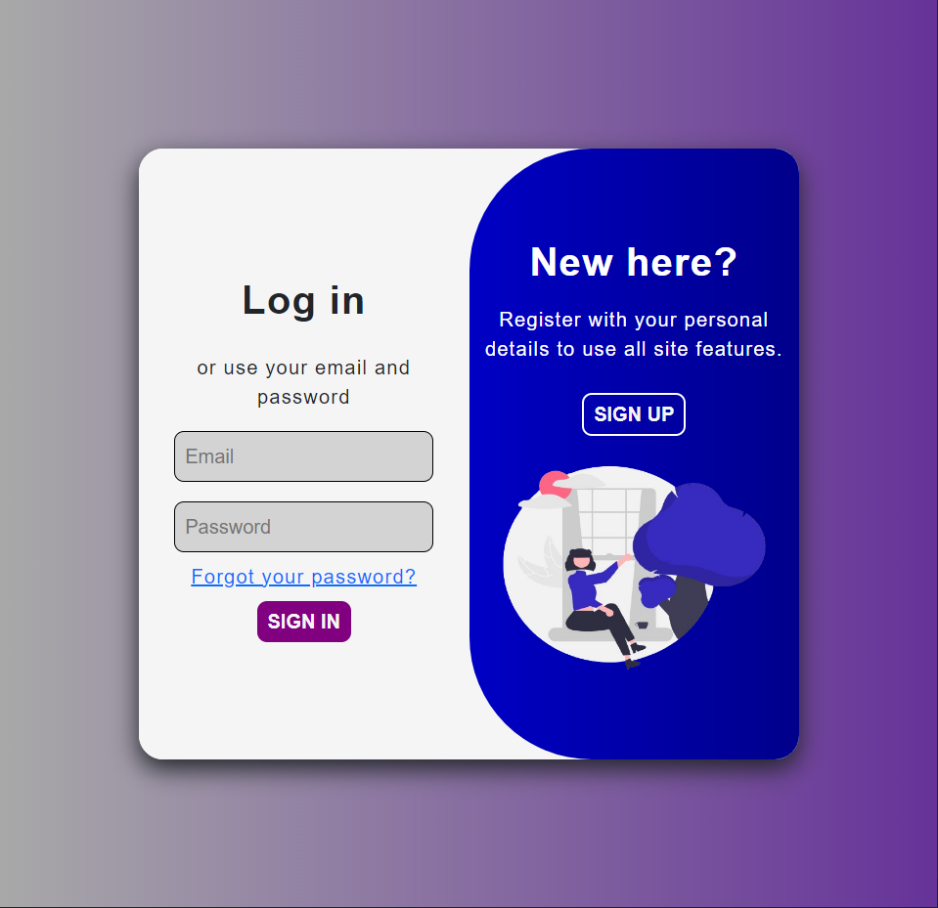 Log in
or use your email and
password
Email
Password
Forgot your password?
SIGN IN
New here?
Register with your personal
details to use all site features.
SIGN UP